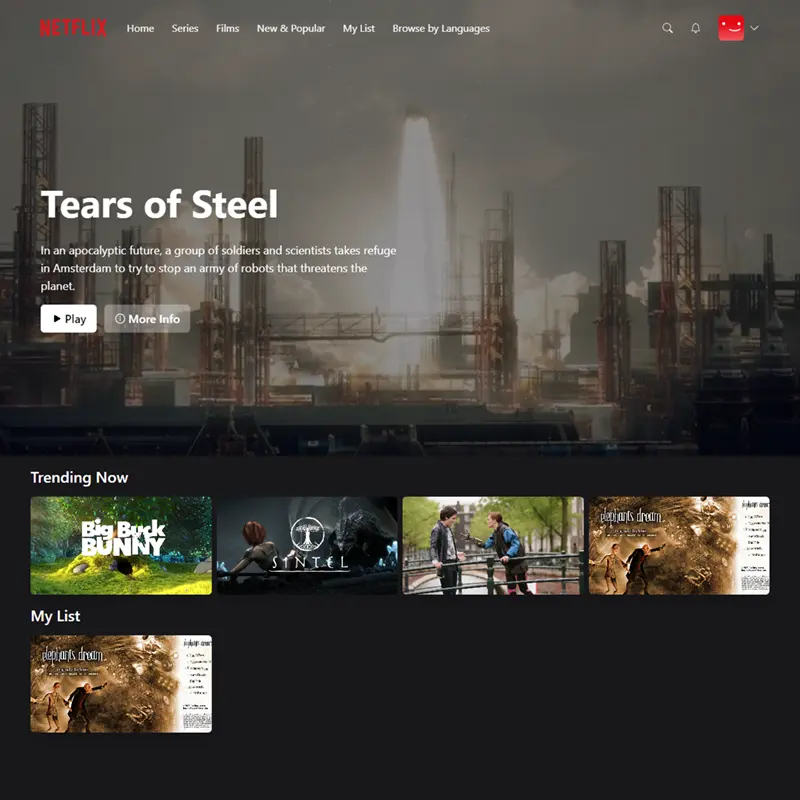 NETFLIX
Home
Series
Films
New & Popular
My List
Browse by Languages
Tears of Steel
In an apocalyptic future, a group of soldiers and scientists takes refuge
in Amsterdam to try to stop an army of robots that threatens the
planet.
Play
More Info
Trending Now
Big Buck
BUNNY
SINTEL
elephants dream
My List
elephants dream